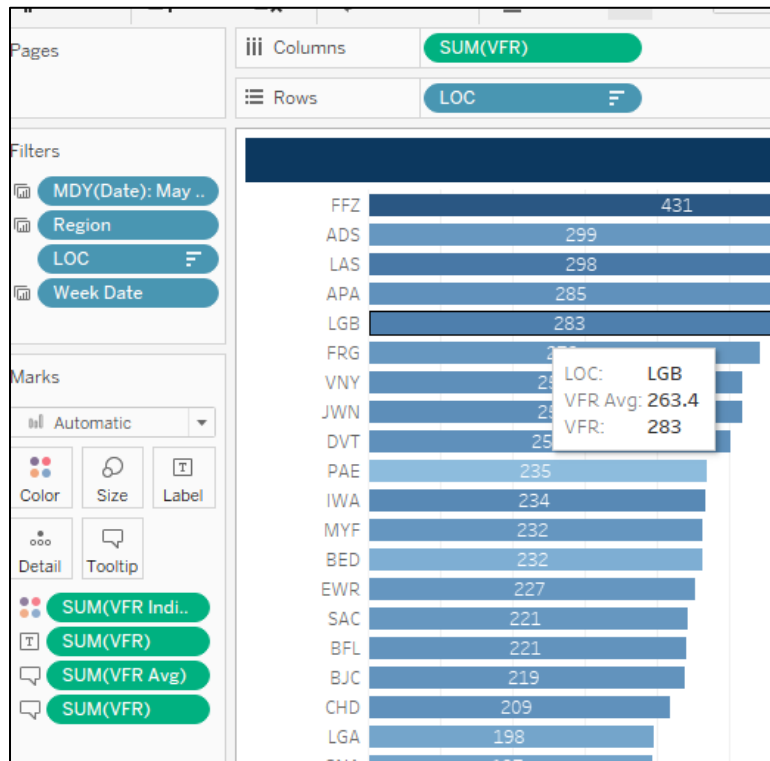 Pages
Columns
SUM(VFR)
Rows
LOC
Filters
MDY(Date): May ..
Region
LOC
Week Date
Marks
Automatic
Color
Size
Label
Detail
Tooltip
SUM(VFR Indi..
SUM(VFR)
SUM(VFR Avg)
SUM(VFR)
FFZ 431
ADS 299
LAS 298
APA 285
LGB 283
FRG
VNY
JWN
DVT
LOC: LGB
VFR Avg: 263.4
VFR: 283
PAE 235
IWA 234
MYF 232
BED 232
EWR 227
SAC 221
BFL 221
BJC 219
CHD 209
LGA 198